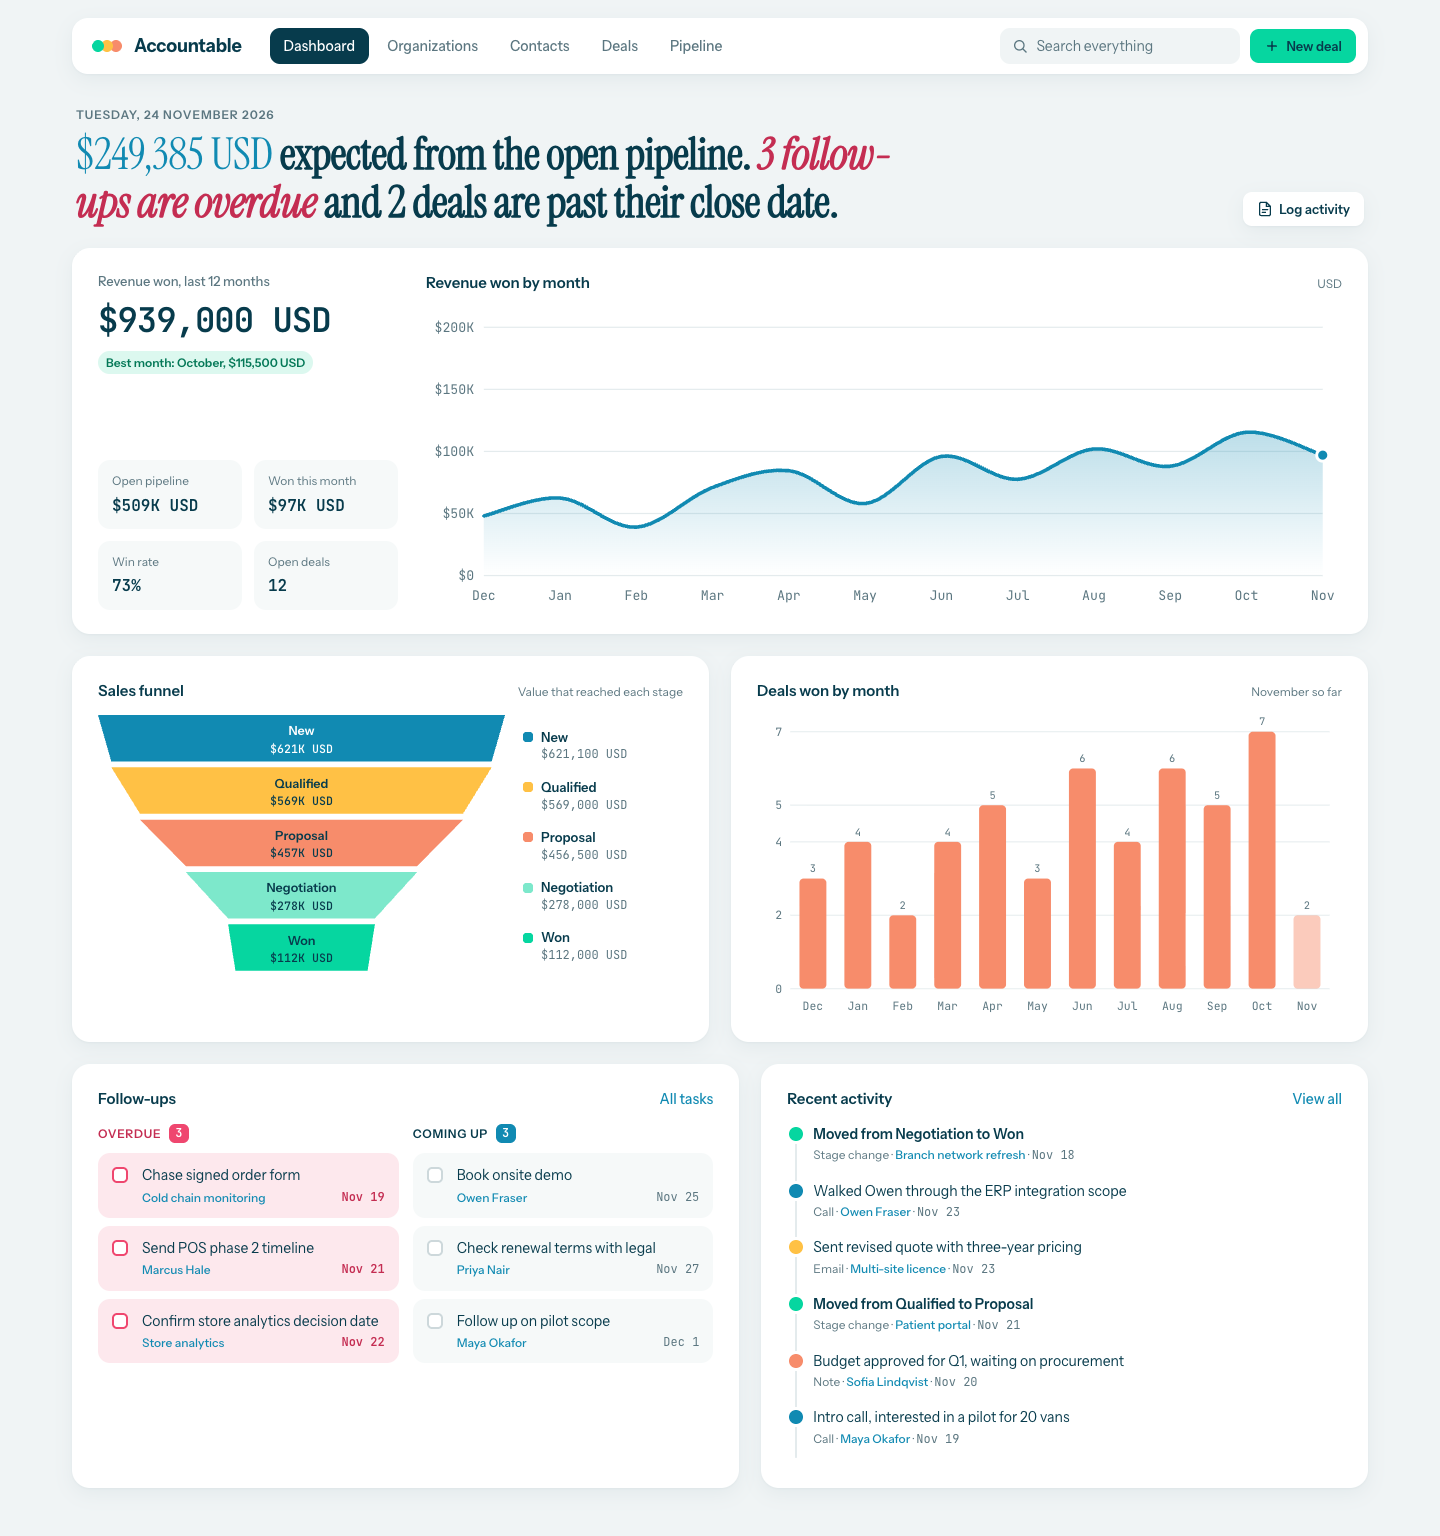 Accountable
Dashboard
Organizations
Contacts
Deals
Pipeline
Search everything
New deal
TUESDAY, 24 NOVEMBER 2026
$249,385 USD expected from the open pipeline. 3 follow-
ups are overdue and 2 deals are past their close date.
Log activity
Revenue won, last 12 months
$939,000 USD
Best month: October, $115,500 USD
Open pipeline
$509K USD
Won this month
$97K USD
Win rate
73%
Open deals
12
Revenue won by month
USD
$200K
$150K
$100K
$50K
$0
Dec Jan Feb Mar Apr May Jun Jul Aug Sep Oct Nov
Sales funnel
Value that reached each stage
New
$621K USD
Qualified
$569K USD
Proposal
$457K USD
Negotiation
$278K USD
Won
$112K USD
New
$621,100 USD
Qualified
$569,000 USD
Proposal
$456,500 USD
Negotiation
$278,000 USD
Won
$112,000 USD
Deals won by month
November so far
7
5
4
2
0
3 4 2 4 5 3 6 4 6 5 7 2
Dec Jan Feb Mar Apr May Jun Jul Aug Sep Oct Nov
Follow-ups
All tasks
OVERDUE 3
Chase signed order form
Cold chain monitoring Nov 19
Send POS phase 2 timeline
Marcus Hale Nov 21
Confirm store analytics decision date
Store analytics Nov 22
COMING UP 3
Book onsite demo
Owen Fraser Nov 25
Check renewal terms with legal
Priya Nair Nov 27
Follow up on pilot scope
Maya Okafor Dec 1
Recent activity
View all
Moved from Negotiation to Won
Stage change · Branch network refresh · Nov 18
Walked Owen through the ERP integration scope
Call · Owen Fraser · Nov 23
Sent revised quote with three-year pricing
Email · Multi-site licence · Nov 23
Moved from Qualified to Proposal
Stage change · Patient portal · Nov 21
Budget approved for Q1, waiting on procurement
Note · Sofia Lindqvist · Nov 20
Intro call, interested in a pilot for 20 vans
Call · Maya Okafor · Nov 19